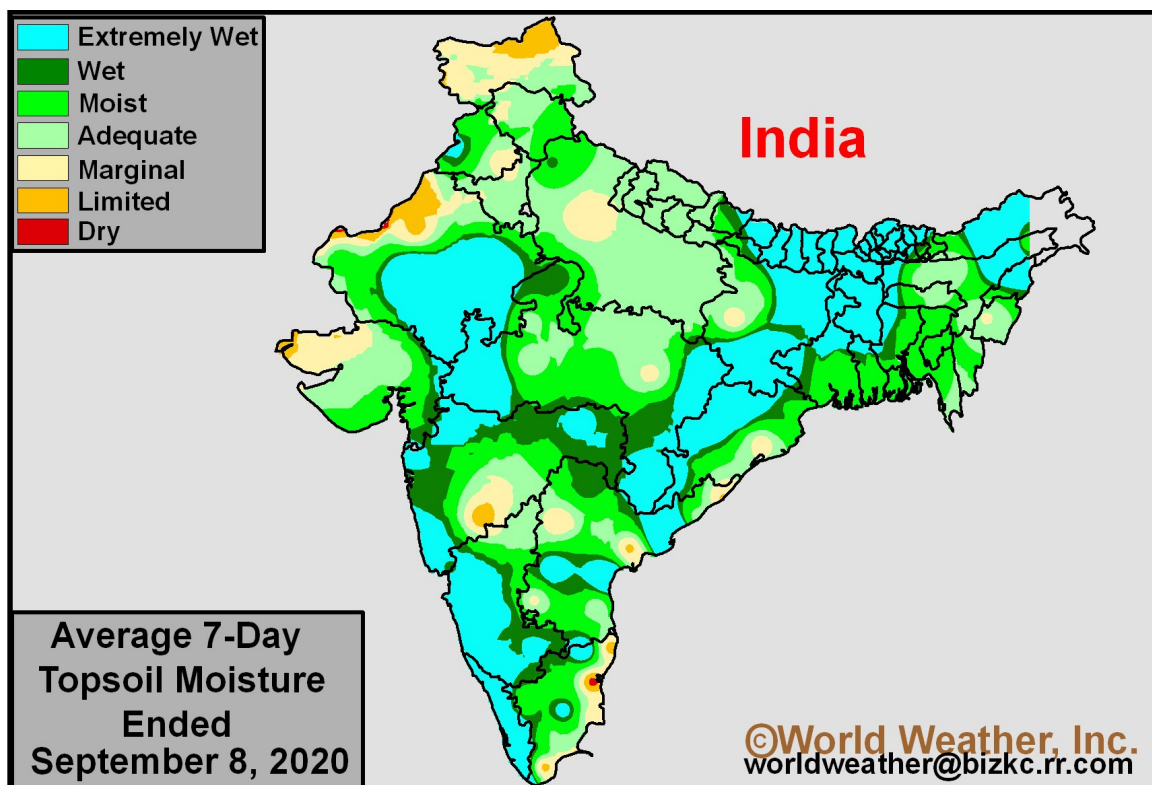 Extremely Wet
Wet
Moist
Adequate
Marginal
Limited
Dry
India
Average 7-Day
Topsoil Moisture
Ended
September 8, 2020
©World Weather, Inc.
worldweather@bizkc.rr.com